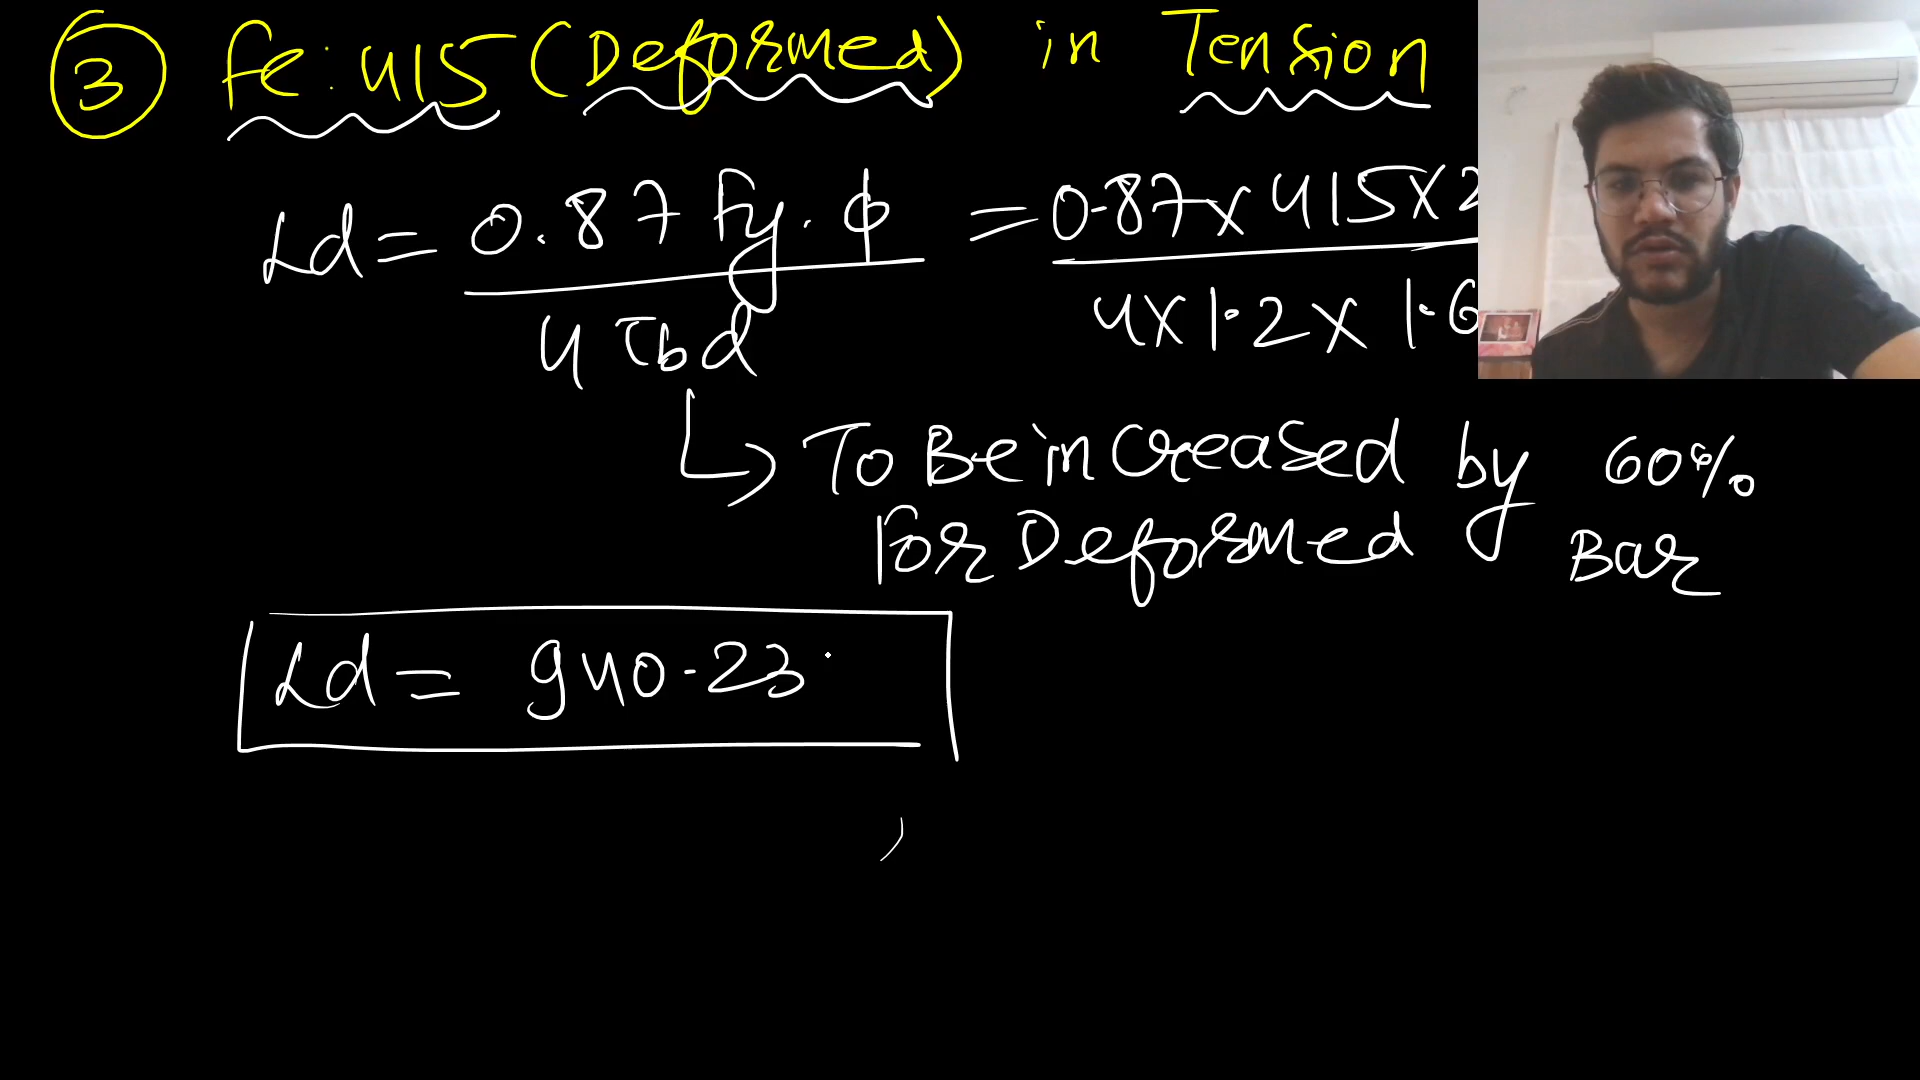 3 Fe:415 (Deformed) in Tension
Ld = 0.87 fy. ϕ / 4 τbd = 0.87 x 415 x 2 / 4 x 1.2 x 1.6
↳ To Be increased by 60%
For Deformed Bar
Ld = 940.23